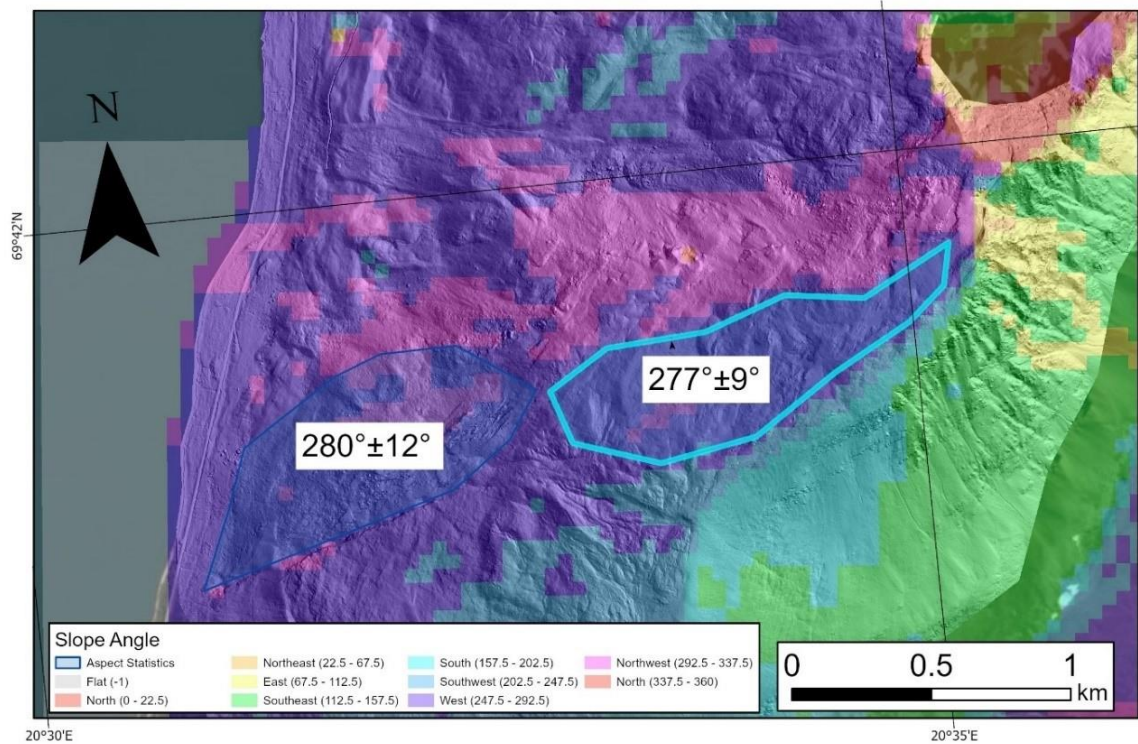 N
69°42'N
277°±9°
280°±12°
Slope Angle
Aspect Statistics
Flat (-1)
North (0 - 22.5)
Northeast (22.5 - 67.5)
East (67.5 - 112.5)
Southeast (112.5 - 157.5)
South (157.5 - 202.5)
Southwest (202.5 - 247.5)
West (247.5 - 292.5)
Northwest (292.5 - 337.5)
North (337.5 - 360)
0 0.5 1
km
20°30'E
20°35'E